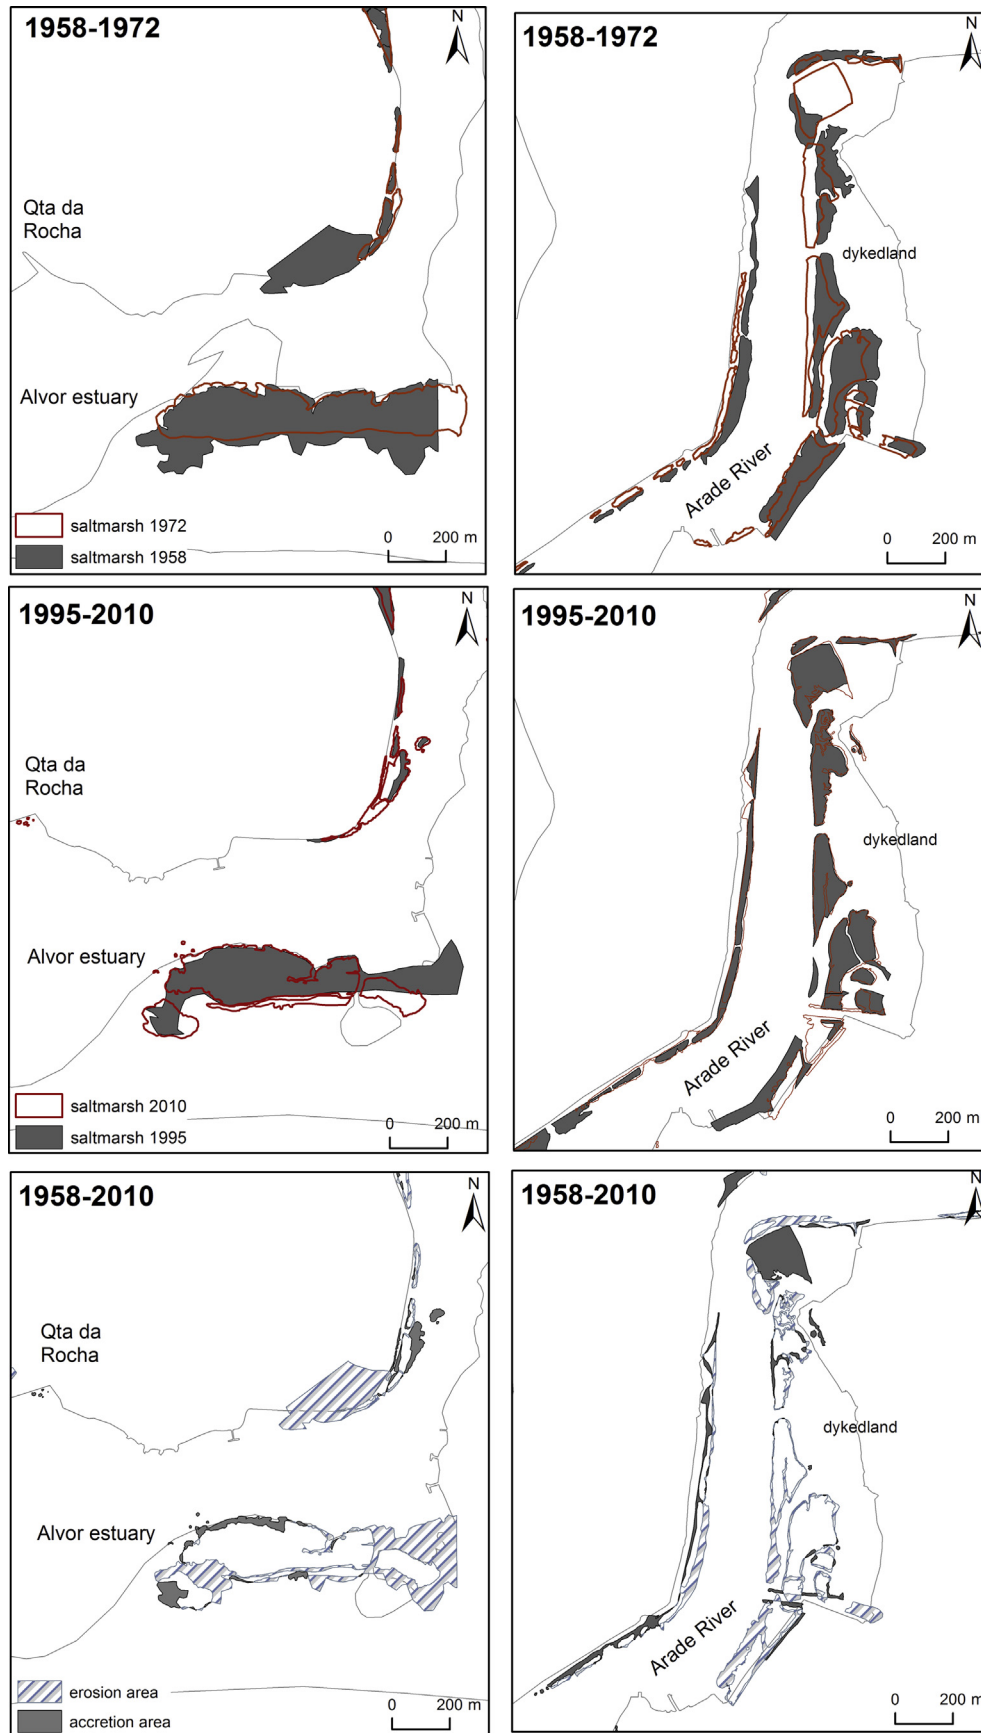 1958-1972
N
Qta da
Rocha
Alvor estuary
saltmarsh 1972
saltmarsh 1958
0 200 m
1958-1972
N
dykedland
Arade River
0 200 m
1995-2010
N
Qta da
Rocha
Alvor estuary
saltmarsh 2010
saltmarsh 1995
0 200 m
1995-2010
N
dykedland
Arade River
0 200 m
1958-2010
N
Qta da
Rocha
Alvor estuary
erosion area
accretion area
0 200 m
1958-2010
N
dykedland
Arade River
0 200 m